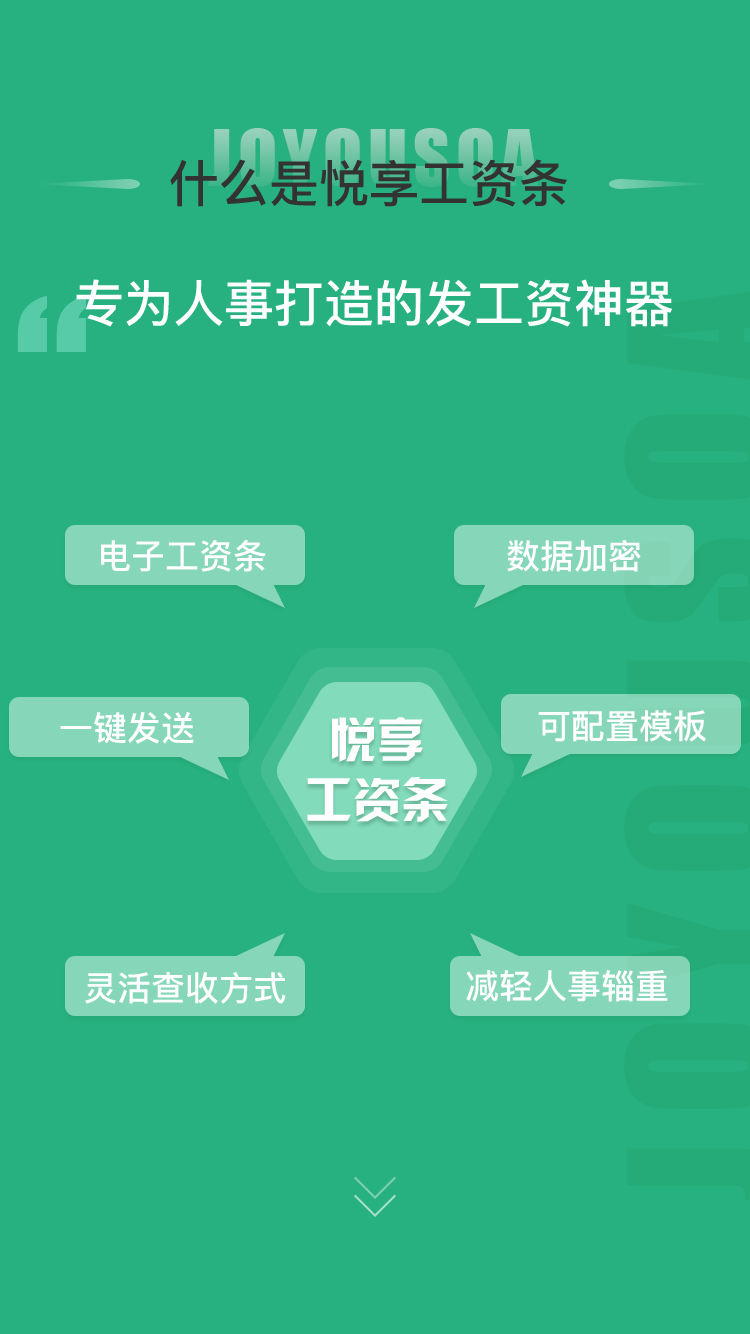 JOYOUSOA
什么是悦享工资条
专为人事打造的发工资神器
电子工资条
数据加密
一键发送
可配置模板
悦享
工资条
灵活查收方式
减轻人事辎重
JOYOUSOA